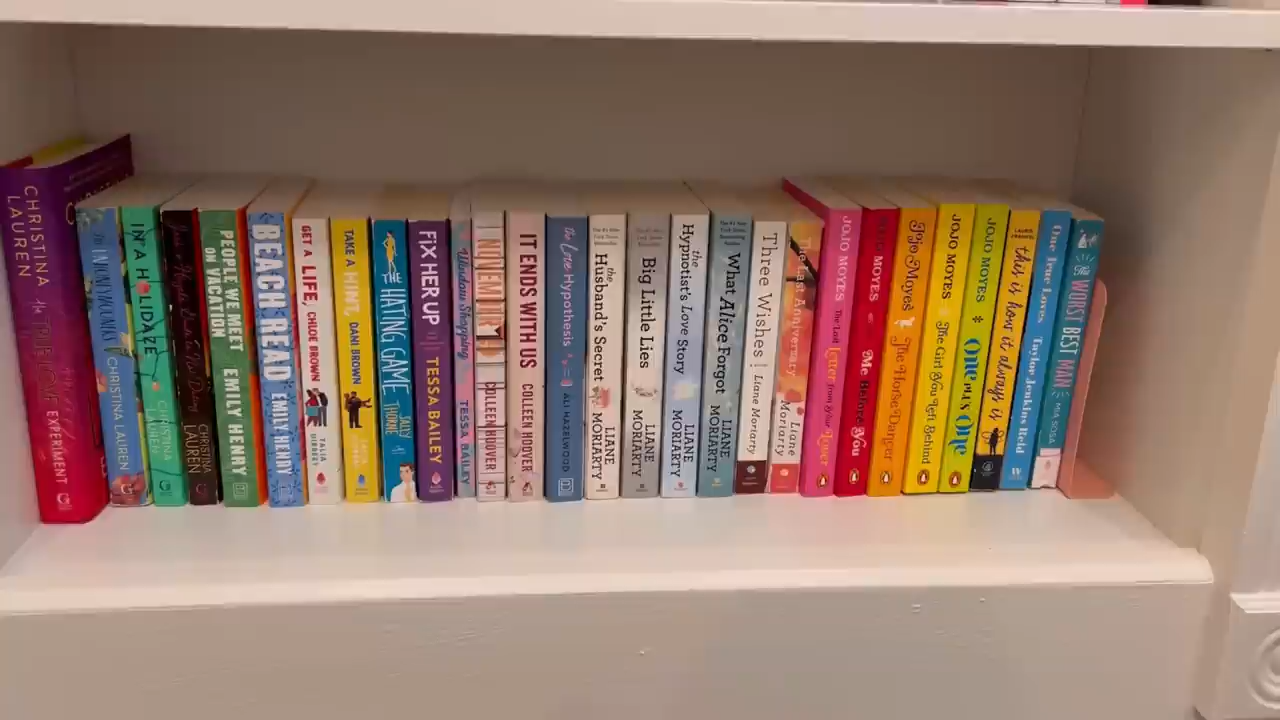 CHRISTINA LAUREN
THE TRUE LOVE EXPERIMENT
CHRISTINA LAUREN
IN A HOLIDAZE
CHRISTINA LAUREN
CHRISTINA LAUREN
PEOPLE WE MEET ON VACATION
EMILY HENRY
BEACH READ
EMILY HENRY
GET A LIFE, CHLOE BROWN
TALIA HIBBERT
TAKE A HINT, DANI BROWN
THE HATING GAME
SALLY THORNE
FIX HER UP
TESSA BAILEY
Window Shopping
TESSA BAILEY
COLLEEN HOOVER
IT ENDS WITH US
COLLEEN HOOVER
the Love Hypothesis
ALI HAZELWOOD
the Husband's Secret
LIANE MORIARTY
Big Little Lies
LIANE MORIARTY
the Hypnotist's Love Story
LIANE MORIARTY
What Alice Forgot
LIANE MORIARTY
Three Wishes
Liane Moriarty
The Last Anniversary
Liane Moriarty
JOJO MOYES
The Last Letter from Your Lover
JOJO MOYES
Me Before You
Jojo Moyes
The Horse Dancer
JOJO MOYES
The Girl You Left Behind
JOJO MOYES
One Plus One
LAURIE FRANKEL
this is how it always is
One True Loves
Taylor Jenkins Reid
W
The WORST BEST MAN
MIA SOSA